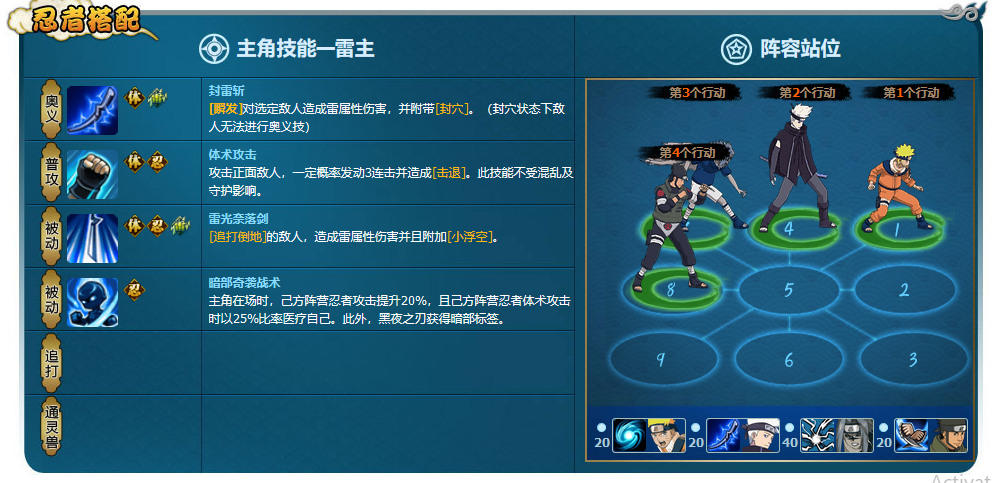 忍者搭配
主角技能—雷主
阵容站位
奥义
体 术
封雷斩
[瞬发]对选定敌人造成雷属性伤害，并附带[封穴]。（封穴状态下敌
人无法进行奥义技）
普攻
体 忍
体术攻击
攻击正面敌人，一定概率发动3连击并造成[击退]。此技能不受混乱及
守护影响。
被动
体 忍 术
雷光奈落剑
[追打倒地]的敌人，造成雷属性伤害并且附加[小浮空]。
被动
忍
暗部奇袭战术
主角在场时，己方阵营忍者攻击提升20%，且己方阵营忍者体术攻击
时以25%比率医疗自己。此外，黑夜之刃获得暗部标签。
追打
通灵兽
第3个行动
第2个行动
第1个行动
第4个行动
4
1
8
5
2
9
6
3
20
20
40
20
Activat